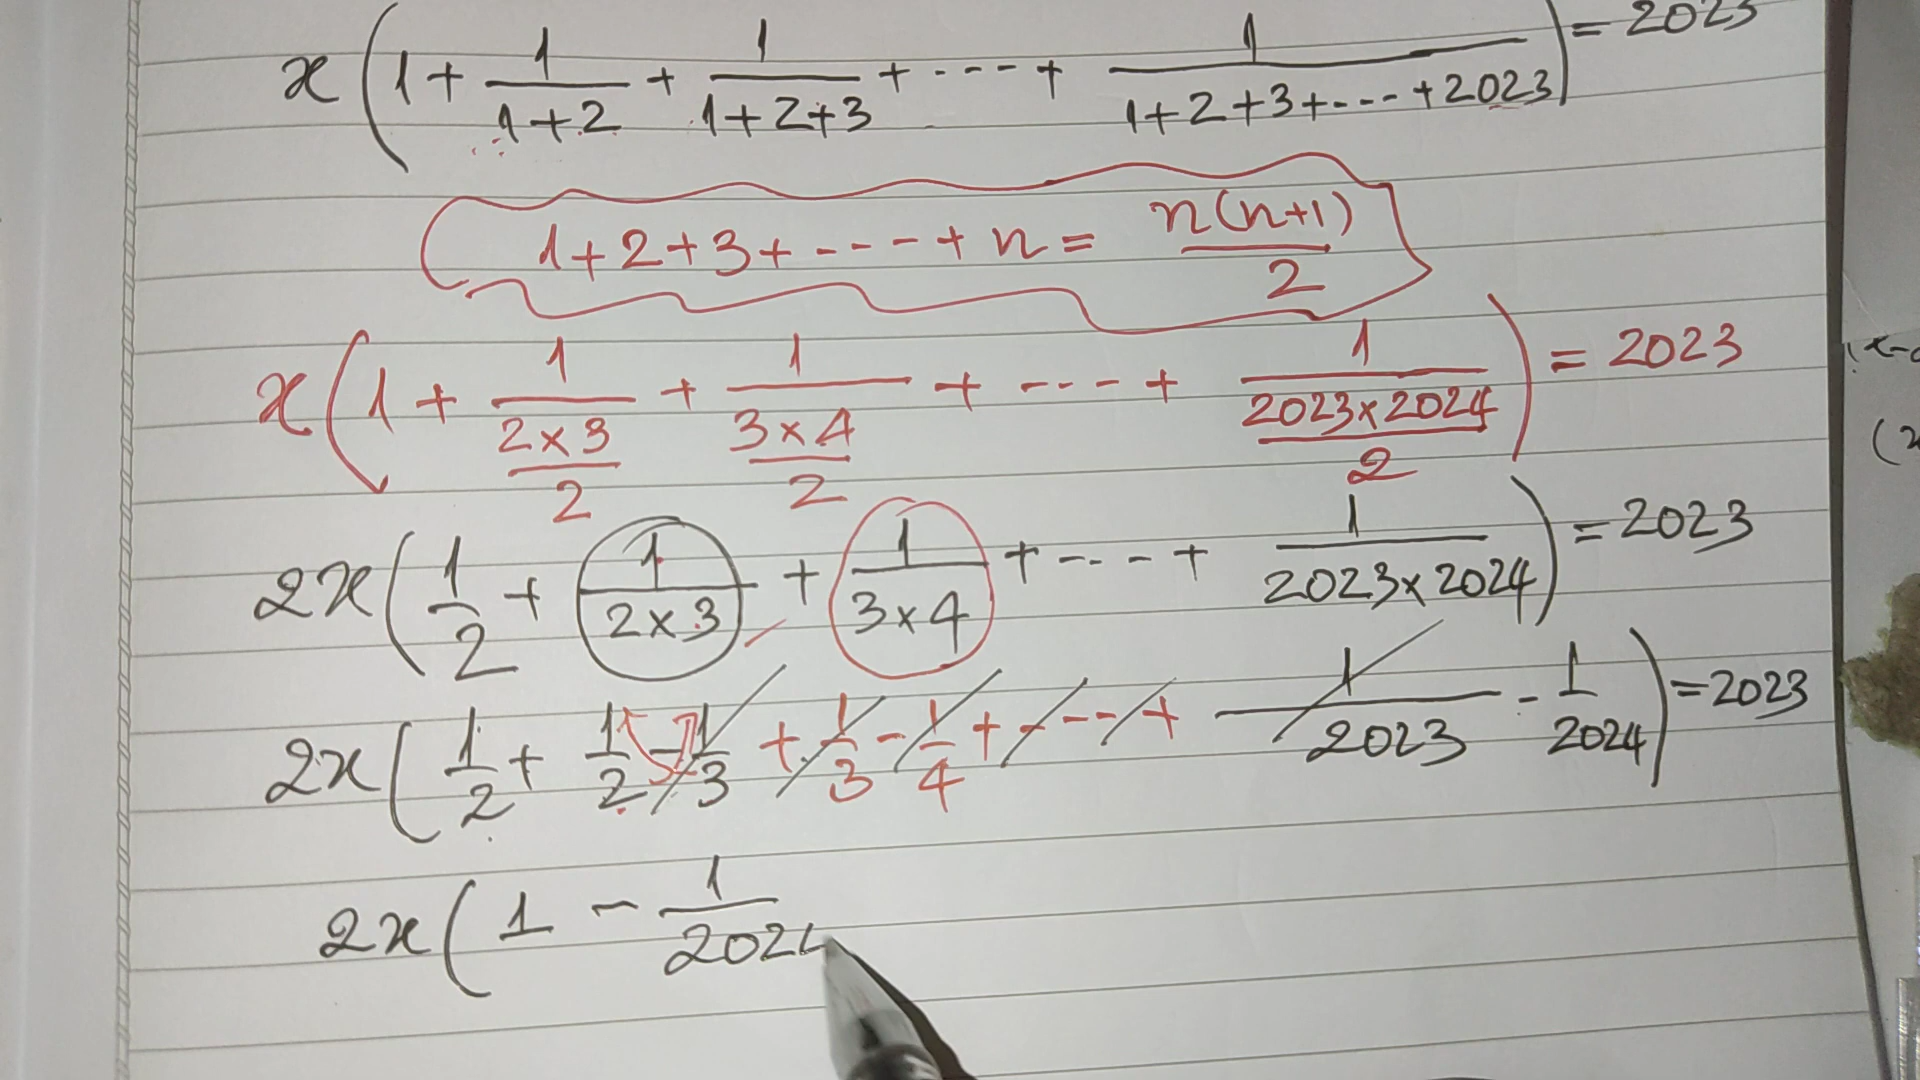 x(1 + 1/(1+2) + 1/(1+2+3) + ---- + 1/(1+2+3+---+2023)) = 2023
1+2+3+----+n = n(n+1)/2
x(1 + 1/((2×3)/2) + 1/((3×4)/2) + ---- + 1/((2023×2024)/2)) = 2023
2x(1/2 + 1/(2×3) + 1/(3×4) + ---- + 1/(2023×2024)) = 2023
2x(1/2 + 1/2 - 1/3 + 1/3 - 1/4 + ---- + 1/2023 - 1/2024) = 2023
2x(1 - 1/2024